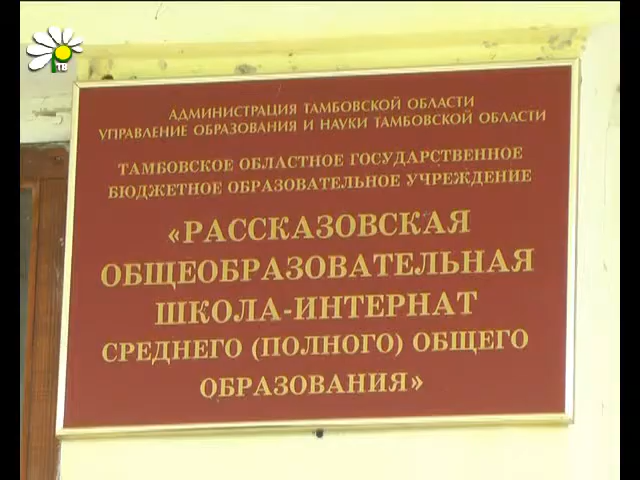 ТВ
АДМИНИСТРАЦИЯ ТАМБОВСКОЙ ОБЛАСТИ
УПРАВЛЕНИЕ ОБРАЗОВАНИЯ И НАУКИ ТАМБОВСКОЙ ОБЛАСТИ
ТАМБОВСКОЕ ОБЛАСТНОЕ ГОСУДАРСТВЕННОЕ
БЮДЖЕТНОЕ ОБРАЗОВАТЕЛЬНОЕ УЧРЕЖДЕНИЕ
«РАССКАЗОВСКАЯ
ОБЩЕОБРАЗОВАТЕЛЬНАЯ
ШКОЛА-ИНТЕРНАТ
СРЕДНЕГО (ПОЛНОГО) ОБЩЕГО
ОБРАЗОВАНИЯ»